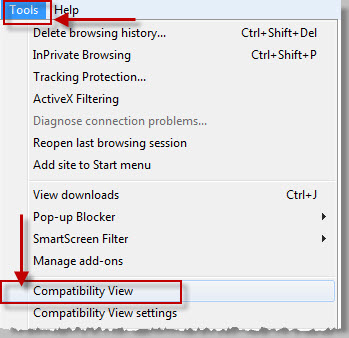 Tools Help
Delete browsing history... Ctrl+Shift+Del
InPrivate Browsing Ctrl+Shift+P
Tracking Protection...
ActiveX Filtering
Diagnose connection problems...
Reopen last browsing session
Add site to Start menu
View downloads Ctrl+J
Pop-up Blocker
SmartScreen Filter
Manage add-ons
Compatibility View
Compatibility View settings